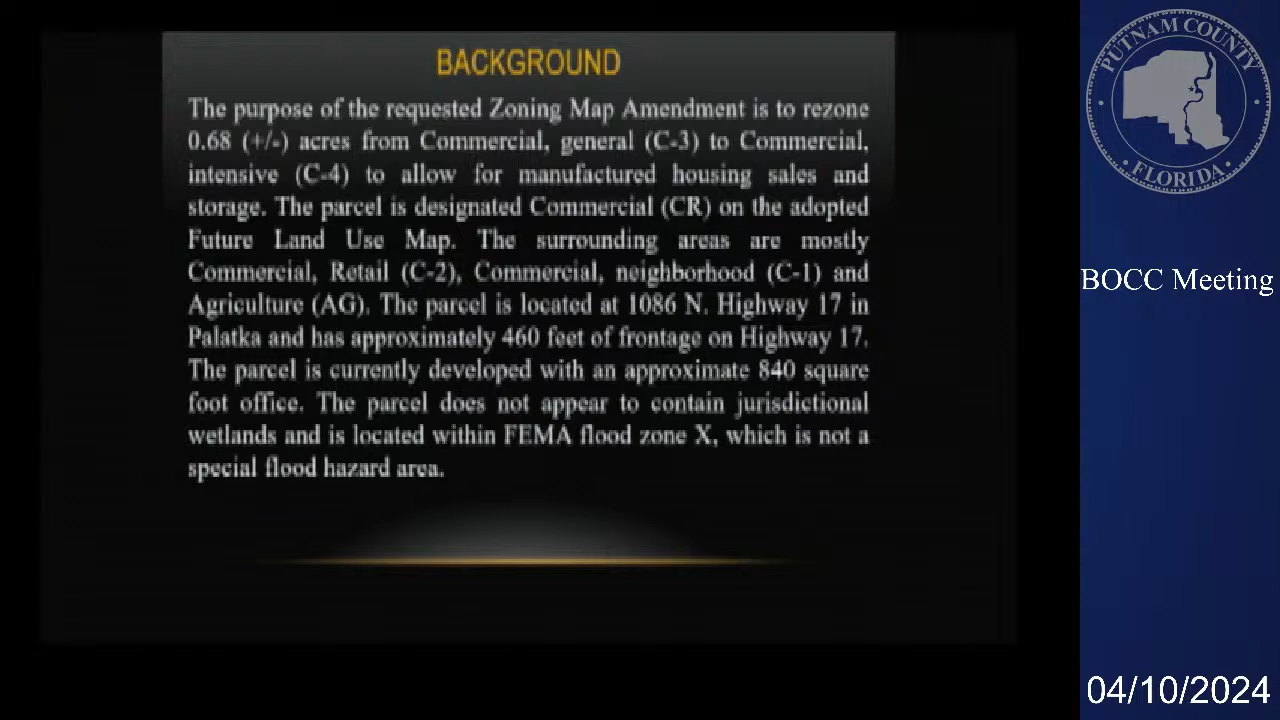 BACKGROUND
The purpose of the requested Zoning Map Amendment is to rezone
0.68 (+/-) acres from Commercial, general (C-3) to Commercial,
intensive (C-4) to allow for manufactured housing sales and
storage. The parcel is designated Commercial (CR) on the adopted
Future Land Use Map. The surrounding areas are mostly
Commercial, Retail (C-2), Commercial, neighborhood (C-1) and
Agriculture (AG). The parcel is located at 1086 N. Highway 17 in
Palatka and has approximately 460 feet of frontage on Highway 17.
The parcel is currently developed with an approximate 840 square
foot office. The parcel does not appear to contain jurisdictional
wetlands and is located within FEMA flood zone X, which is not a
special flood hazard area.
PUTNAM COUNTY
FLORIDA
BOCC Meeting
04/10/2024